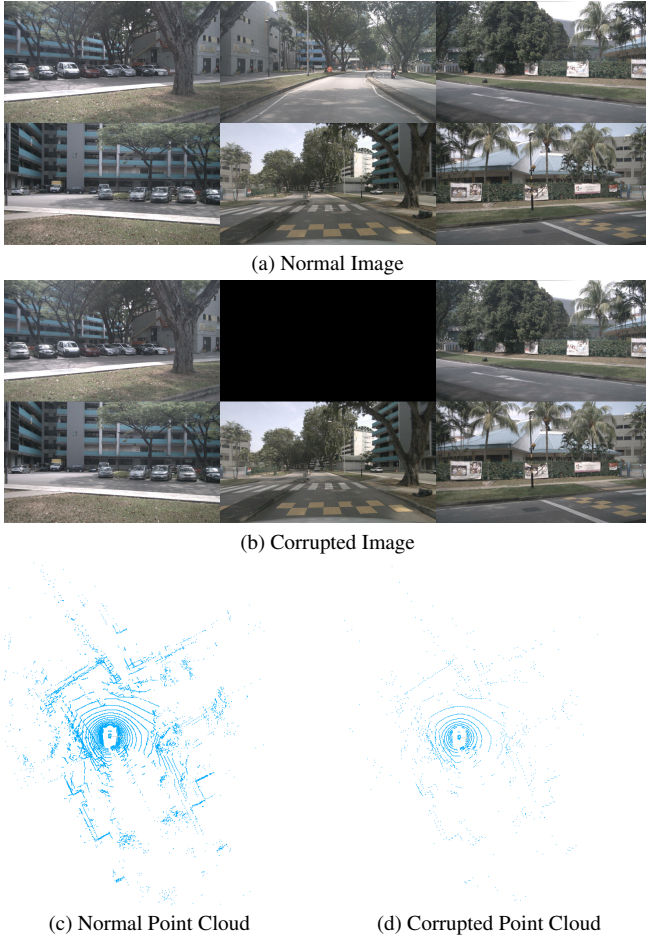 (a) Normal Image
(b) Corrupted Image
(c) Normal Point Cloud
(d) Corrupted Point Cloud